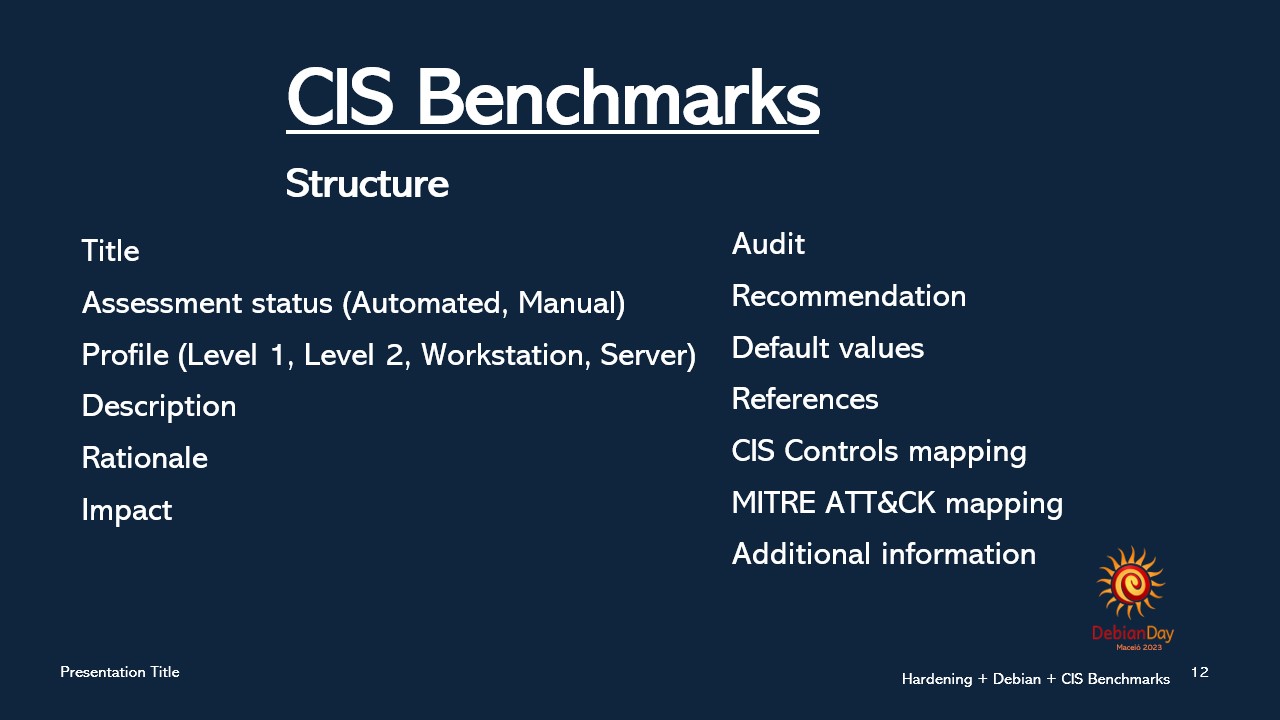 CIS Benchmarks
Structure
Title
Assessment status (Automated, Manual)
Profile (Level 1, Level 2, Workstation, Server)
Description
Rationale
Impact
Audit
Recommendation
Default values
References
CIS Controls mapping
MITRE ATT&CK mapping
Additional information
DebianDay
Maceió 2023
Presentation Title
Hardening + Debian + CIS Benchmarks
12